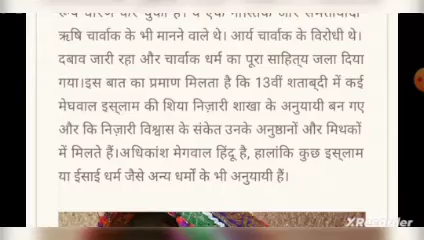 ऋषि चार्वाक के भी मानने वाले थे। आर्य चार्वाक के विरोधी थे।
दबाव जारी रहा और चार्वाक धर्म का पूरा साहित्य जला दिया
गया।इस बात का प्रमाण मिलता है कि 13वीं शताब्दी में कई
मेघवाल इस्लाम की शिया निज़ारी शाखा के अनुयायी बन गए
और कि निज़ारी विश्वास के संकेत उनके अनुष्ठानों और मिथकों
में मिलते हैं।अधिकांश मेगवाल हिंदू है, हालांकि कुछ इस्लाम
या ईसाई धर्म जैसे अन्य धर्मों के भी अनुयायी हैं।
XRecorder